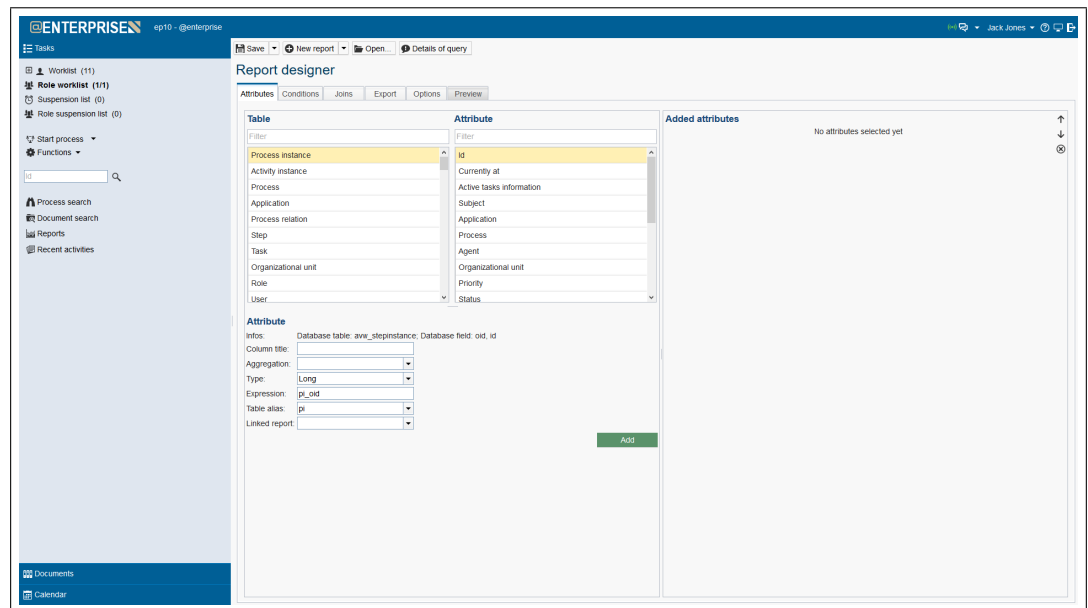 @ENTERPRISE ep10 - @enterprise Jack Jones
Tasks
Save New report Open... Details of query
Worklist (11)
Role worklist (1/1)
Suspension list (0)
Role suspension list (0)
Start process
Functions
Id
Process search
Document search
Reports
Recent activities
Documents
Calendar
Report designer
Attributes Conditions Joins Export Options Preview
Table Attribute
Filter Filter
Process instance Id
Activity instance Currently at
Process Active tasks information
Application Subject
Process relation Application
Step Process
Task Agent
Organizational unit Organizational unit
Role Priority
User Status
Attribute
Infos: Database table: avw_stepinstance; Database field: oid, id
Column title:
Aggregation:
Type: Long
Expression: pi_oid
Table alias: pi
Linked report:
Add
Added attributes
No attributes selected yet